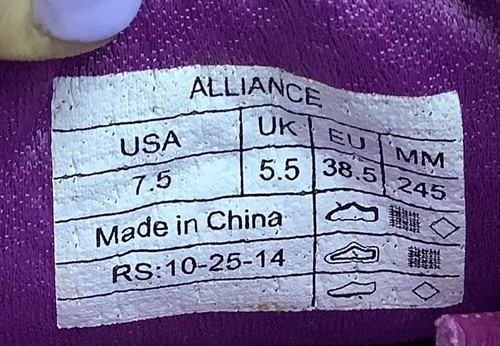 ALLIANCE
USA UK EU MM
7.5 5.5 38.5 245
Made in China
RS:10-25-14